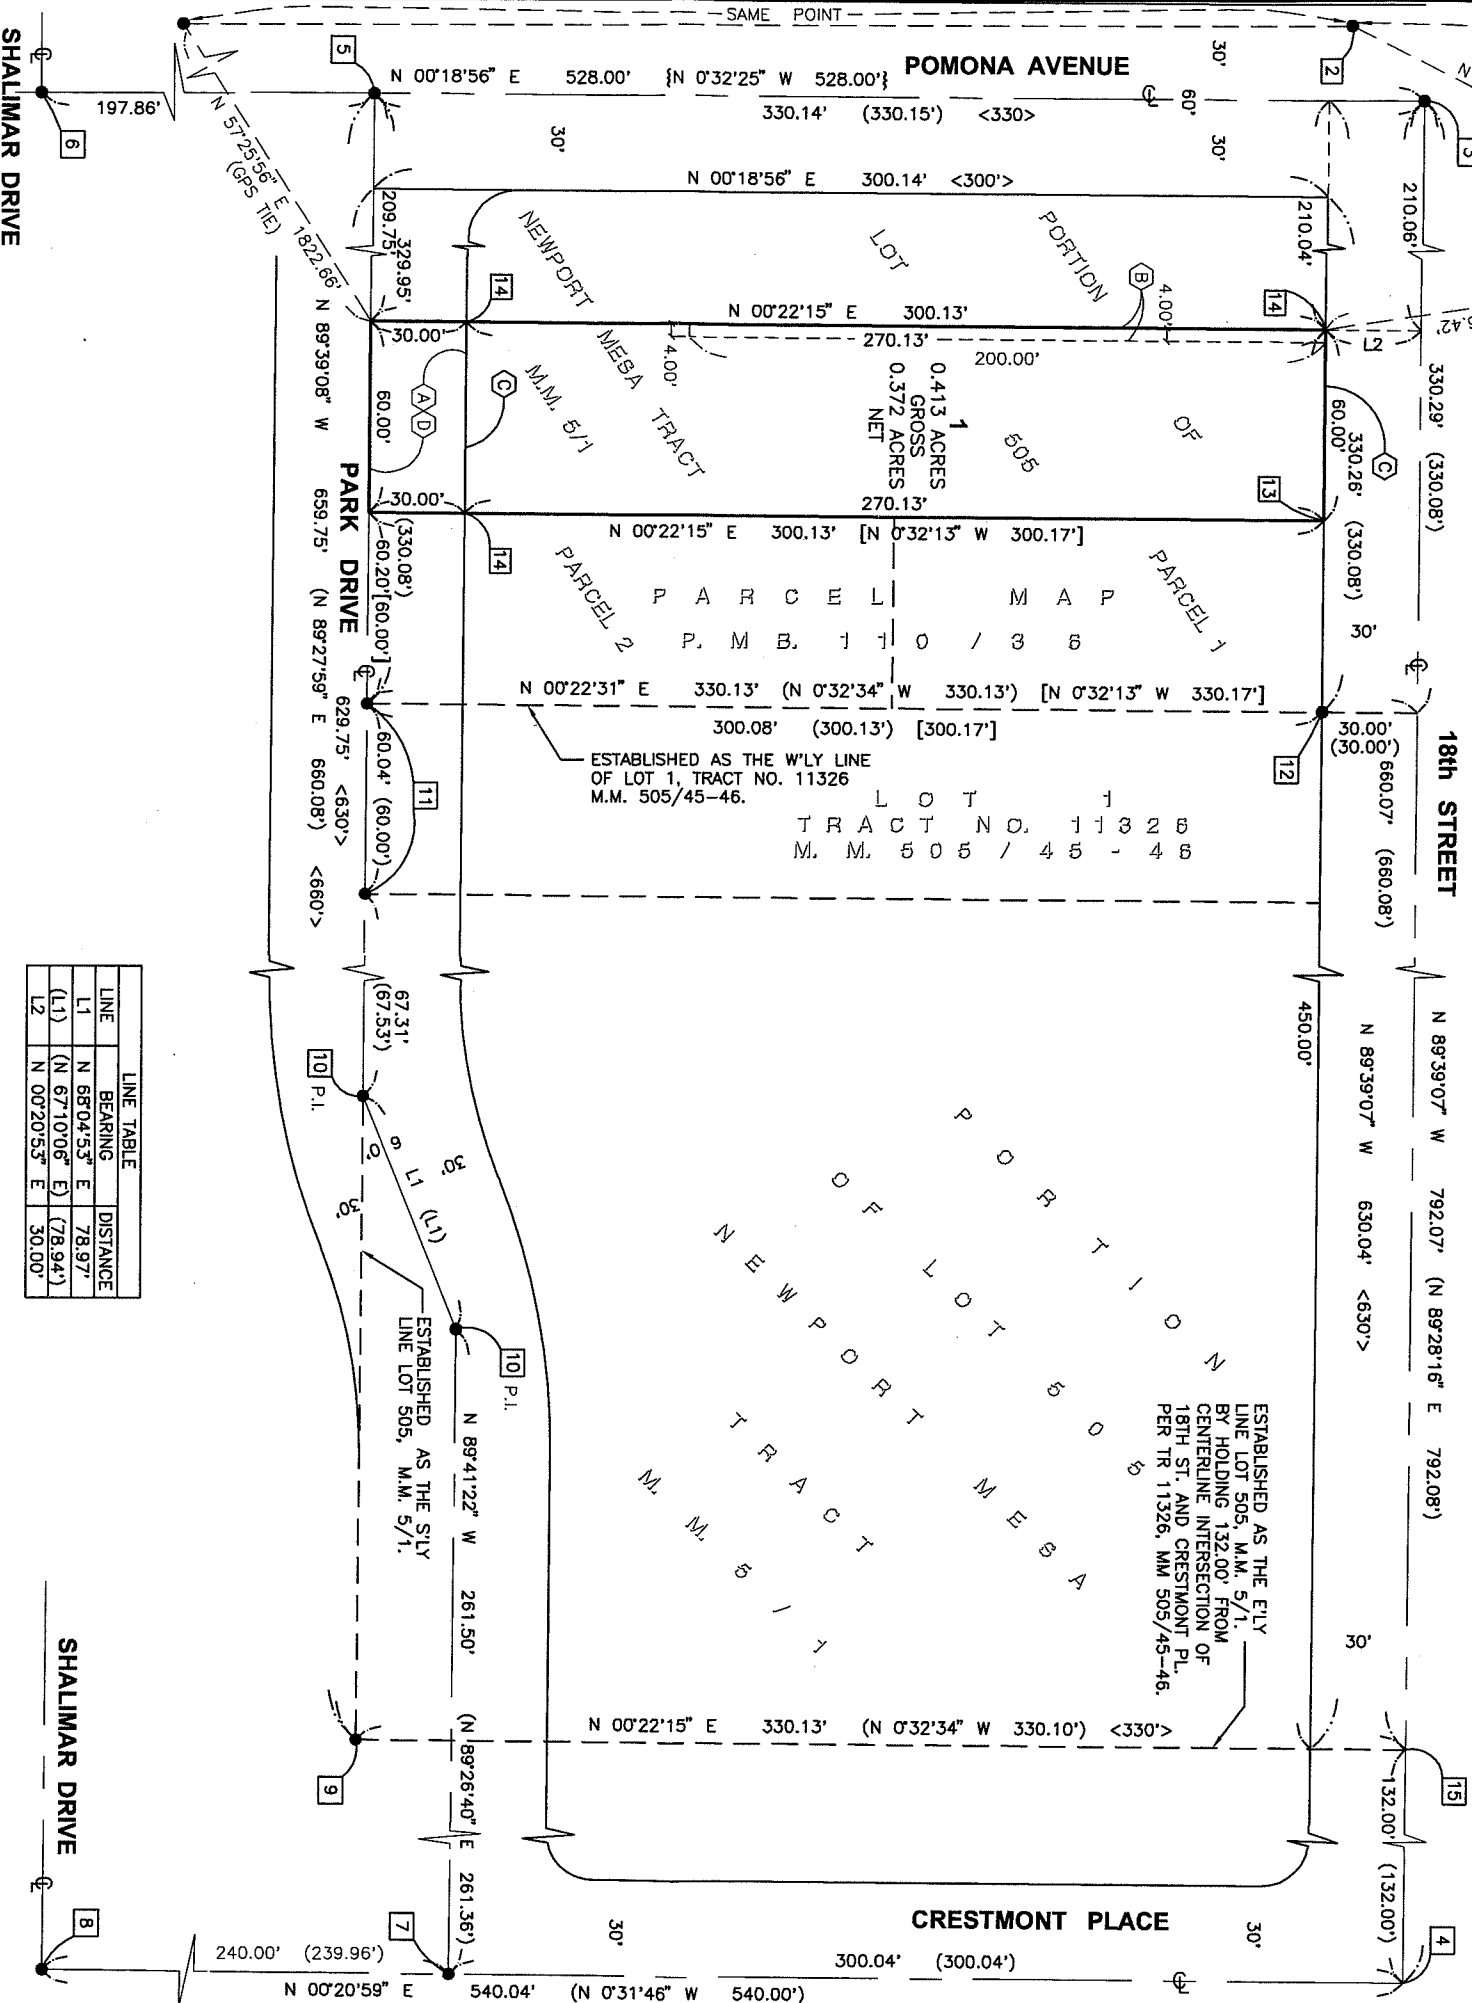 SAME POINT
POMONA AVENUE
N 00°18'56" E 528.00' {N 0°32'25" W 528.00'}
330.14' (330.15') <330>
30'
60'
30'
30'
2
3
5
6
197.86'
SHALIMAR DRIVE
N 57°25'56" E 1822.66'
(GPS TIE)
N 00°18'56" E 300.14' <300'>
209.75'
329.95'
210.04'
210.06'
NEWPORT
MESA
TRACT
M.M. 5/1
LOT
505
PORTION
OF
B
4.00'
14
14
N 00°22'15" E 300.13'
270.13'
200.00'
4.00'
30.00'
L2
A
D
C
C
60.00'
60.00'
1
0.413 ACRES
GROSS
0.372 ACRES
NET
330.29' (330.08')
330.26' (330.08')
13
30'
270.13'
30.00'
14
N 00°22'15" E 300.13' [N 0°32'13" W 300.17']
N 89°39'08" W 659.75' (N 89°27'59" E 660.08') <660'>
629.75' <630'>
PARK DRIVE
(330.08')
60.20' [60.00']
PARCEL 2
PARCEL 1
PARCEL MAP
P. M. B. 110 / 36
N 00°22'31" E 330.13' (N 0°32'34" W 330.13') [N 0°32'13" W 330.17']
300.08' (300.13') [300.17']
ESTABLISHED AS THE W'LY LINE
OF LOT 1, TRACT NO. 11326
M.M. 505/45-46.
30.00'
(30.00')
12
18th STREET
660.07' (660.08')
60.04' (60.00')
11
LOT 1
TRACT NO. 11326
M. M. 505 / 45 - 46
67.31'
(67.53')
10 P.I.
450.00'
N 89°39'07" W 630.04' <630'>
N 89°39'07" W 792.07' (N 89°28'16" E 792.08')
LINE TABLE
LINE BEARING DISTANCE
L1 N 68°04'53" E 78.97'
(L1) (N 67°10'06" E) (78.94')
L2 N 00°20'53" E 30.00'
60'
30'
30'
L1 (L1)
PORTION
OF LOT 505
NEWPORT MESA
TRACT
M. M. 5/1
10 P.I.
ESTABLISHED AS THE S'LY
LINE LOT 505, M.M. 5/1.
N 89°41'22" W 261.50' (N 89°26'40" E 261.36')
ESTABLISHED AS THE E'LY
LINE LOT 505, M.M. 5/1.
BY HOLDING 132.00' FROM
CENTERLINE INTERSECTION OF
18TH ST. AND CRESTMONT PL.
PER TR 11326, MM 505/45-46.
30'
N 00°22'15" E 330.13' (N 0°32'34" W 330.10') <330'>
9
15
132.00' (132.00')
SHALIMAR DRIVE
CRESTMONT PLACE
30'
30'
8
7
4
240.00' (239.96')
300.04' (300.04')
N 00°20'59" E 540.04' (N 0°31'46" W 540.00')